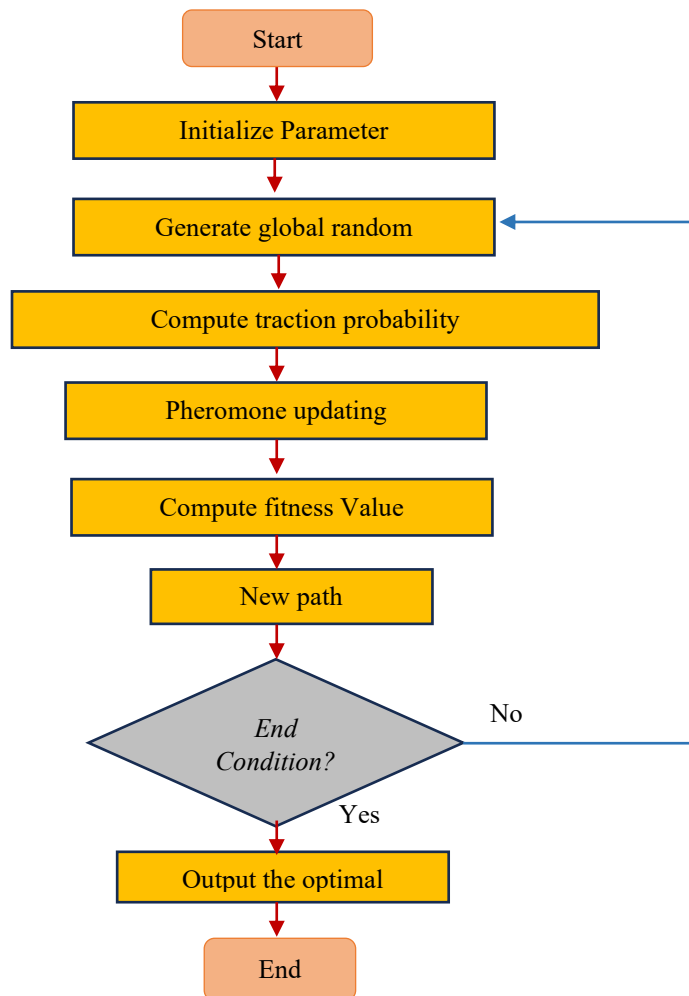 Start
Initialize Parameter
Generate global random
Compute traction probability
Pheromone updating
Compute fitness Value
New path
End
Condition?
No
Yes
Output the optimal
End